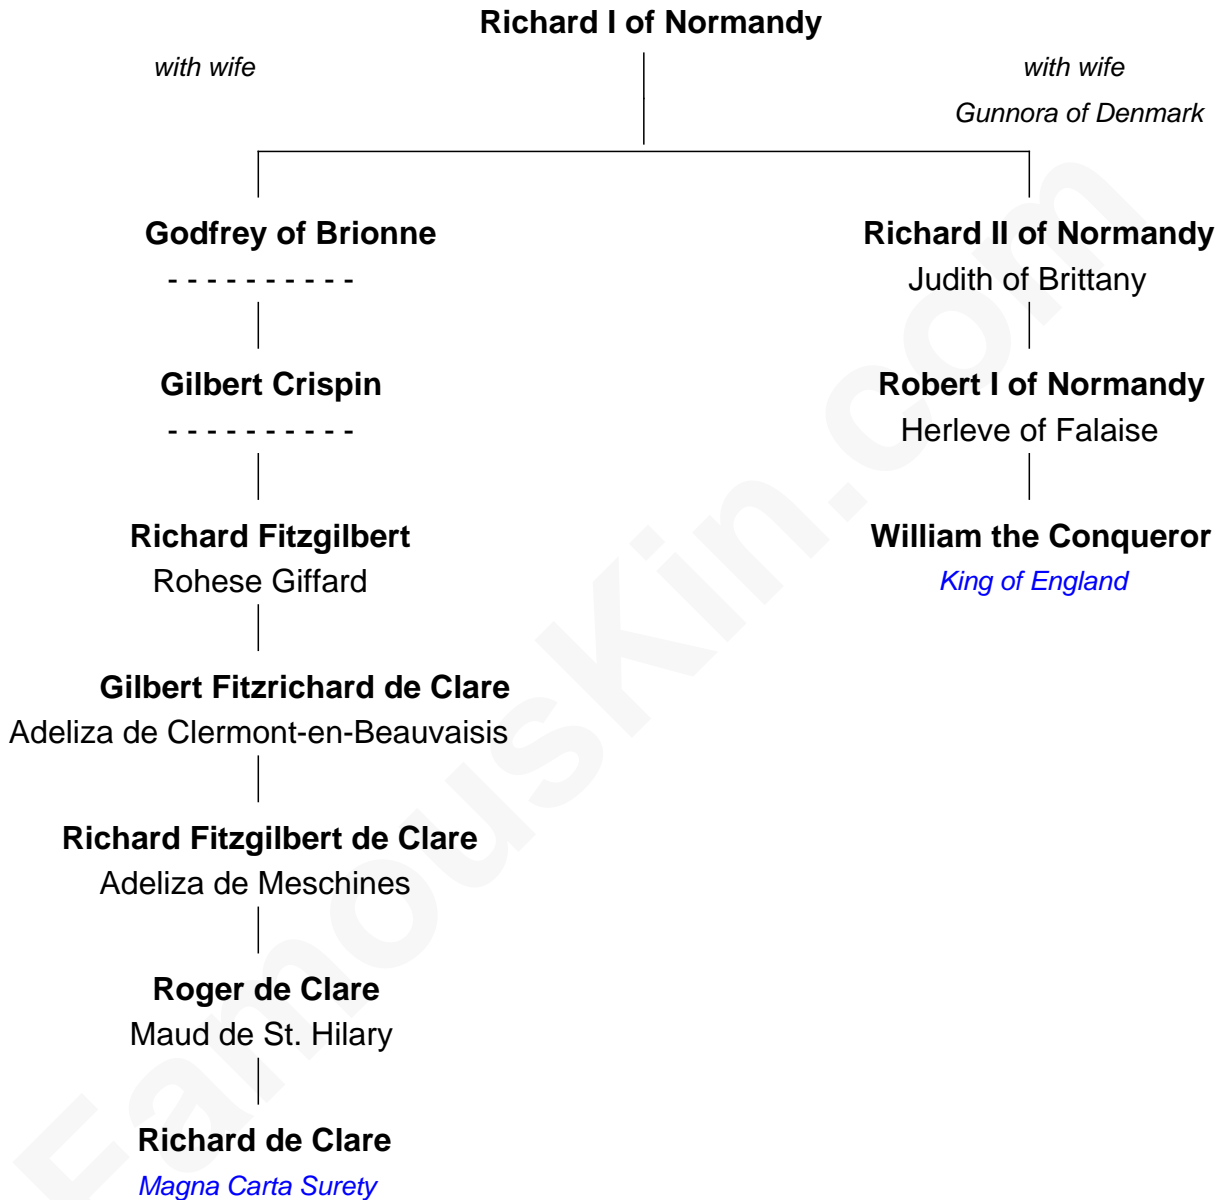 Richard I of Normandy
with wife
with wife
Gunnora of Denmark
Godfrey of Brionne
- - - - - - - - - -
Richard II of Normandy
Judith of Brittany
Gilbert Crispin
- - - - - - - - - -
Robert I of Normandy
Herleve of Falaise
Richard Fitzgilbert
Rohese Giffard
William the Conqueror
King of England
Gilbert Fitzrichard de Clare
Adeliza de Clermont-en-Beauvaisis
Richard Fitzgilbert de Clare
Adeliza de Meschines
Roger de Clare
Maud de St. Hilary
Richard de Clare
Magna Carta Surety
FamousKin.com